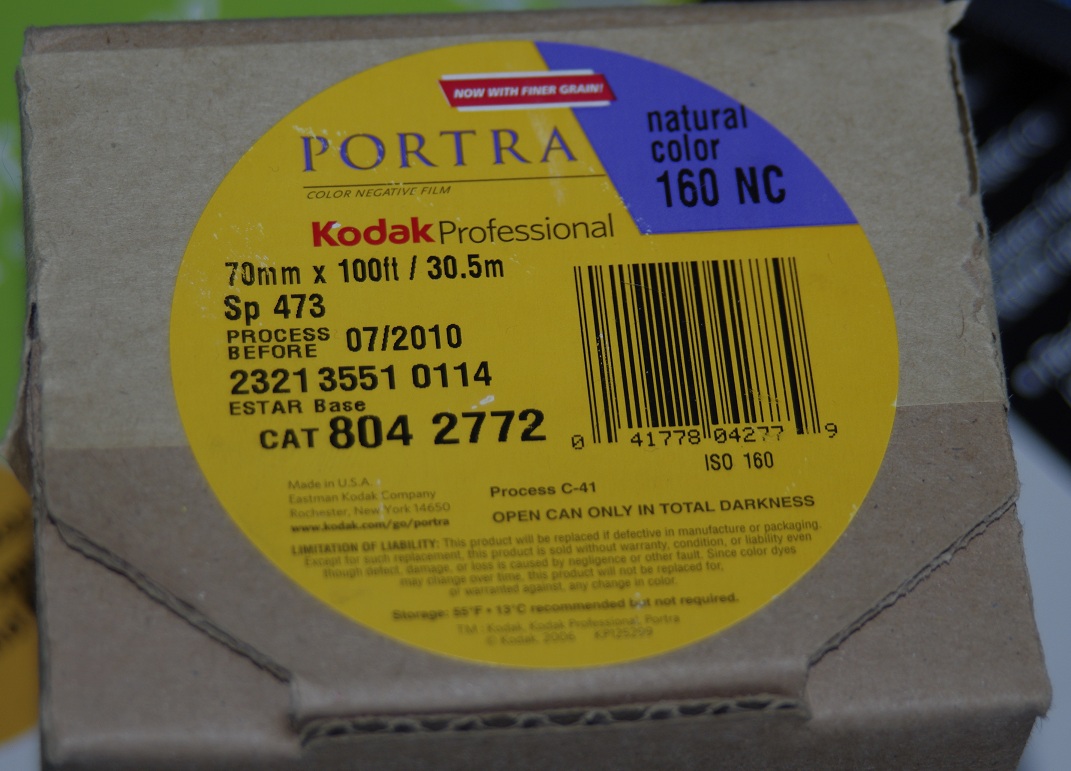 NOW WITH FINER GRAIN!
PORTRA
COLOR NEGATIVE FILM
natural
color
160 NC
Kodak Professional
70mm x 100ft / 30.5m
Sp 473
PROCESS
BEFORE 07/2010
2321 3551 0114
ESTAR Base
CAT 804 2772
0 41778 04277 9
ISO 160
Made in U.S.A.
Eastman Kodak Company
Rochester, New York 14650
www.kodak.com/go/portra
Process C-41
OPEN CAN ONLY IN TOTAL DARKNESS
LIMITATION OF LIABILITY: This product will be replaced if defective in manufacture or packaging.
Except for such replacement, this product is sold without warranty, condition, or liability even
though defect, damage, or loss is caused by negligence or other fault. Since color dyes
may change over time, this product will not be replaced for,
or warranted against, any change in color.
Storage: 55°F • 13°C recommended but not required.
TM: Kodak, Kodak Professional, Portra
© Kodak, 2006 KP125299